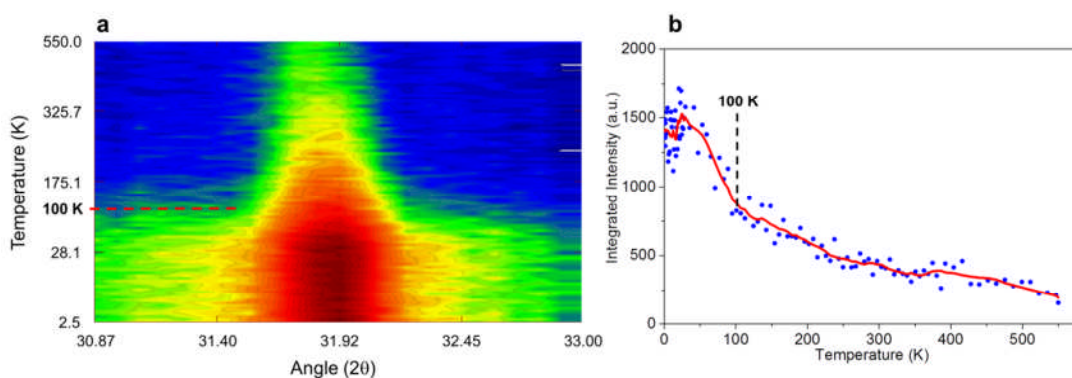 a
Temperature (K)
550.0
325.7
175.1
100 K
28.1
2.5
30.87 31.40 31.92 32.45 33.00
Angle (2θ)
b
Integrated Intensity (a.u.)
2000
1500
1000
500
0
100 K
0 100 200 300 400 500
Temperature (K)